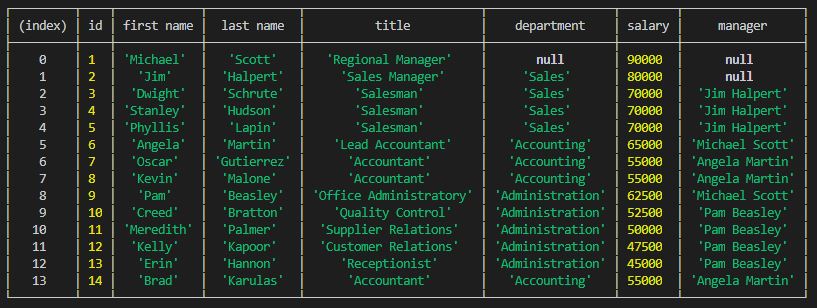 (index) id first name last name title department salary manager
0 1 'Michael' 'Scott' 'Regional Manager' null 90000 null
1 2 'Jim' 'Halpert' 'Sales Manager' 'Sales' 80000 null
2 3 'Dwight' 'Schrute' 'Salesman' 'Sales' 70000 'Jim Halpert'
3 4 'Stanley' 'Hudson' 'Salesman' 'Sales' 70000 'Jim Halpert'
4 5 'Phyllis' 'Lapin' 'Salesman' 'Sales' 70000 'Jim Halpert'
5 6 'Angela' 'Martin' 'Lead Accountant' 'Accounting' 65000 'Michael Scott'
6 7 'Oscar' 'Gutierrez' 'Accountant' 'Accounting' 55000 'Angela Martin'
7 8 'Kevin' 'Malone' 'Accountant' 'Accounting' 55000 'Angela Martin'
8 9 'Pam' 'Beasley' 'Office Administratory' 'Administration' 62500 'Michael Scott'
9 10 'Creed' 'Bratton' 'Quality Control' 'Administration' 52500 'Pam Beasley'
10 11 'Meredith' 'Palmer' 'Supplier Relations' 'Administration' 50000 'Pam Beasley'
11 12 'Kelly' 'Kapoor' 'Customer Relations' 'Administration' 47500 'Pam Beasley'
12 13 'Erin' 'Hannon' 'Receptionist' 'Administration' 45000 'Pam Beasley'
13 14 'Brad' 'Karulas' 'Accountant' 'Accounting' 55000 'Angela Martin'